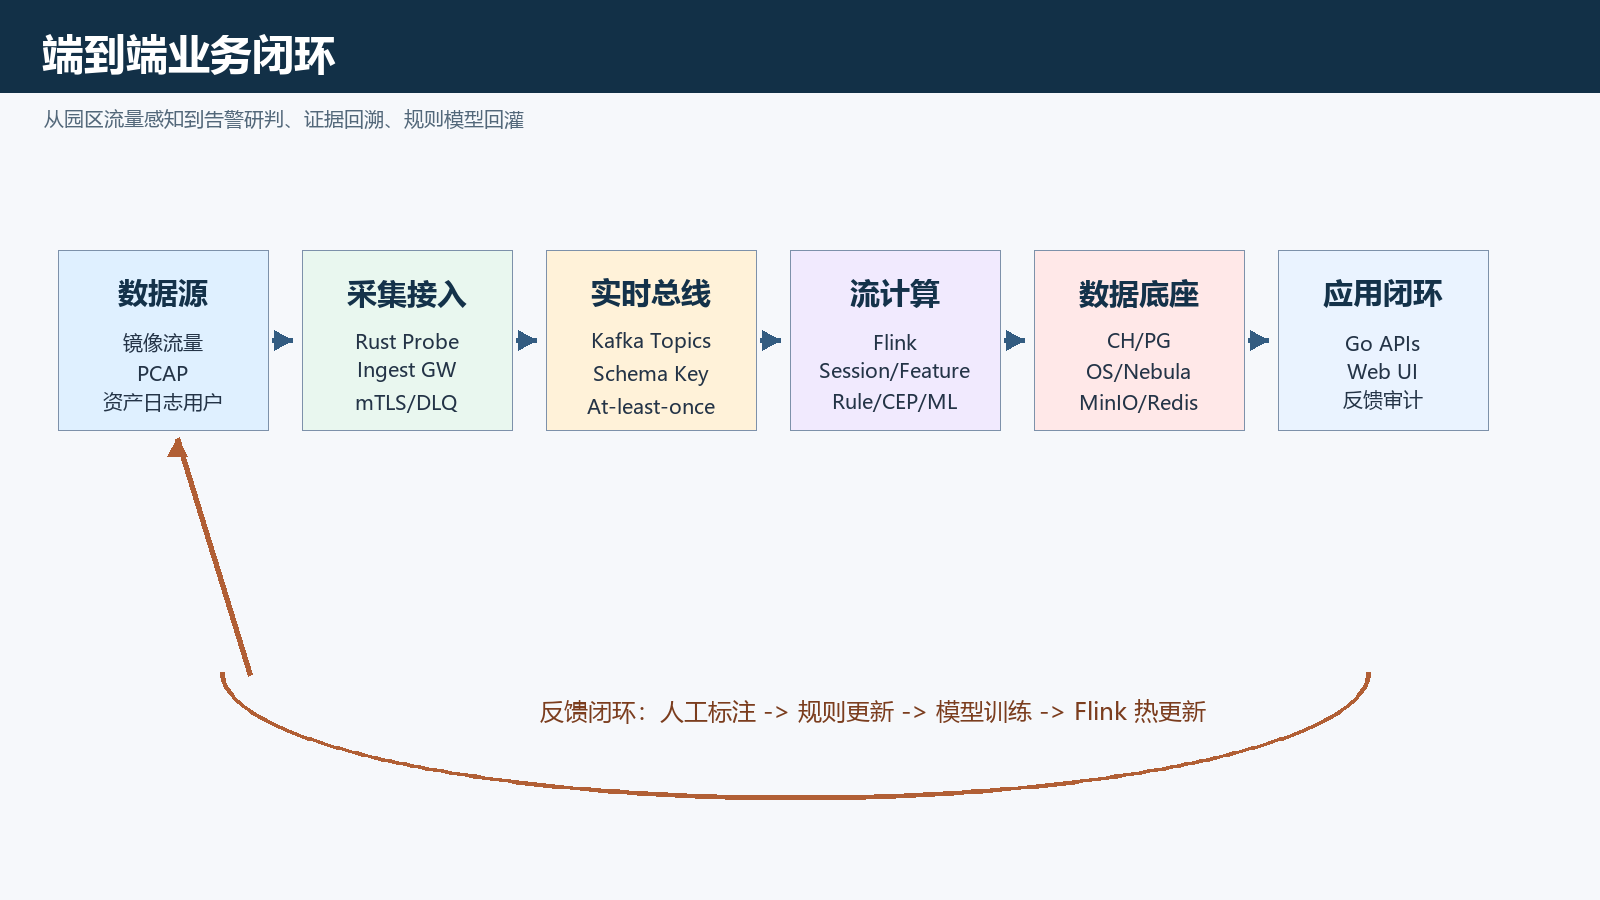 端到端业务闭环
从园区流量感知到告警研判、证据回溯、规则模型回灌
数据源
镜像流量
PCAP
资产日志用户
采集接入
Rust Probe
Ingest GW
mTLS/DLQ
实时总线
Kafka Topics
Schema Key
At-least-once
流计算
Flink
Session/Feature
Rule/CEP/ML
数据底座
CH/PG
OS/Nebula
MinIO/Redis
应用闭环
Go APIs
Web UI
反馈审计
反馈闭环：人工标注 -> 规则更新 -> 模型训练 -> Flink 热更新